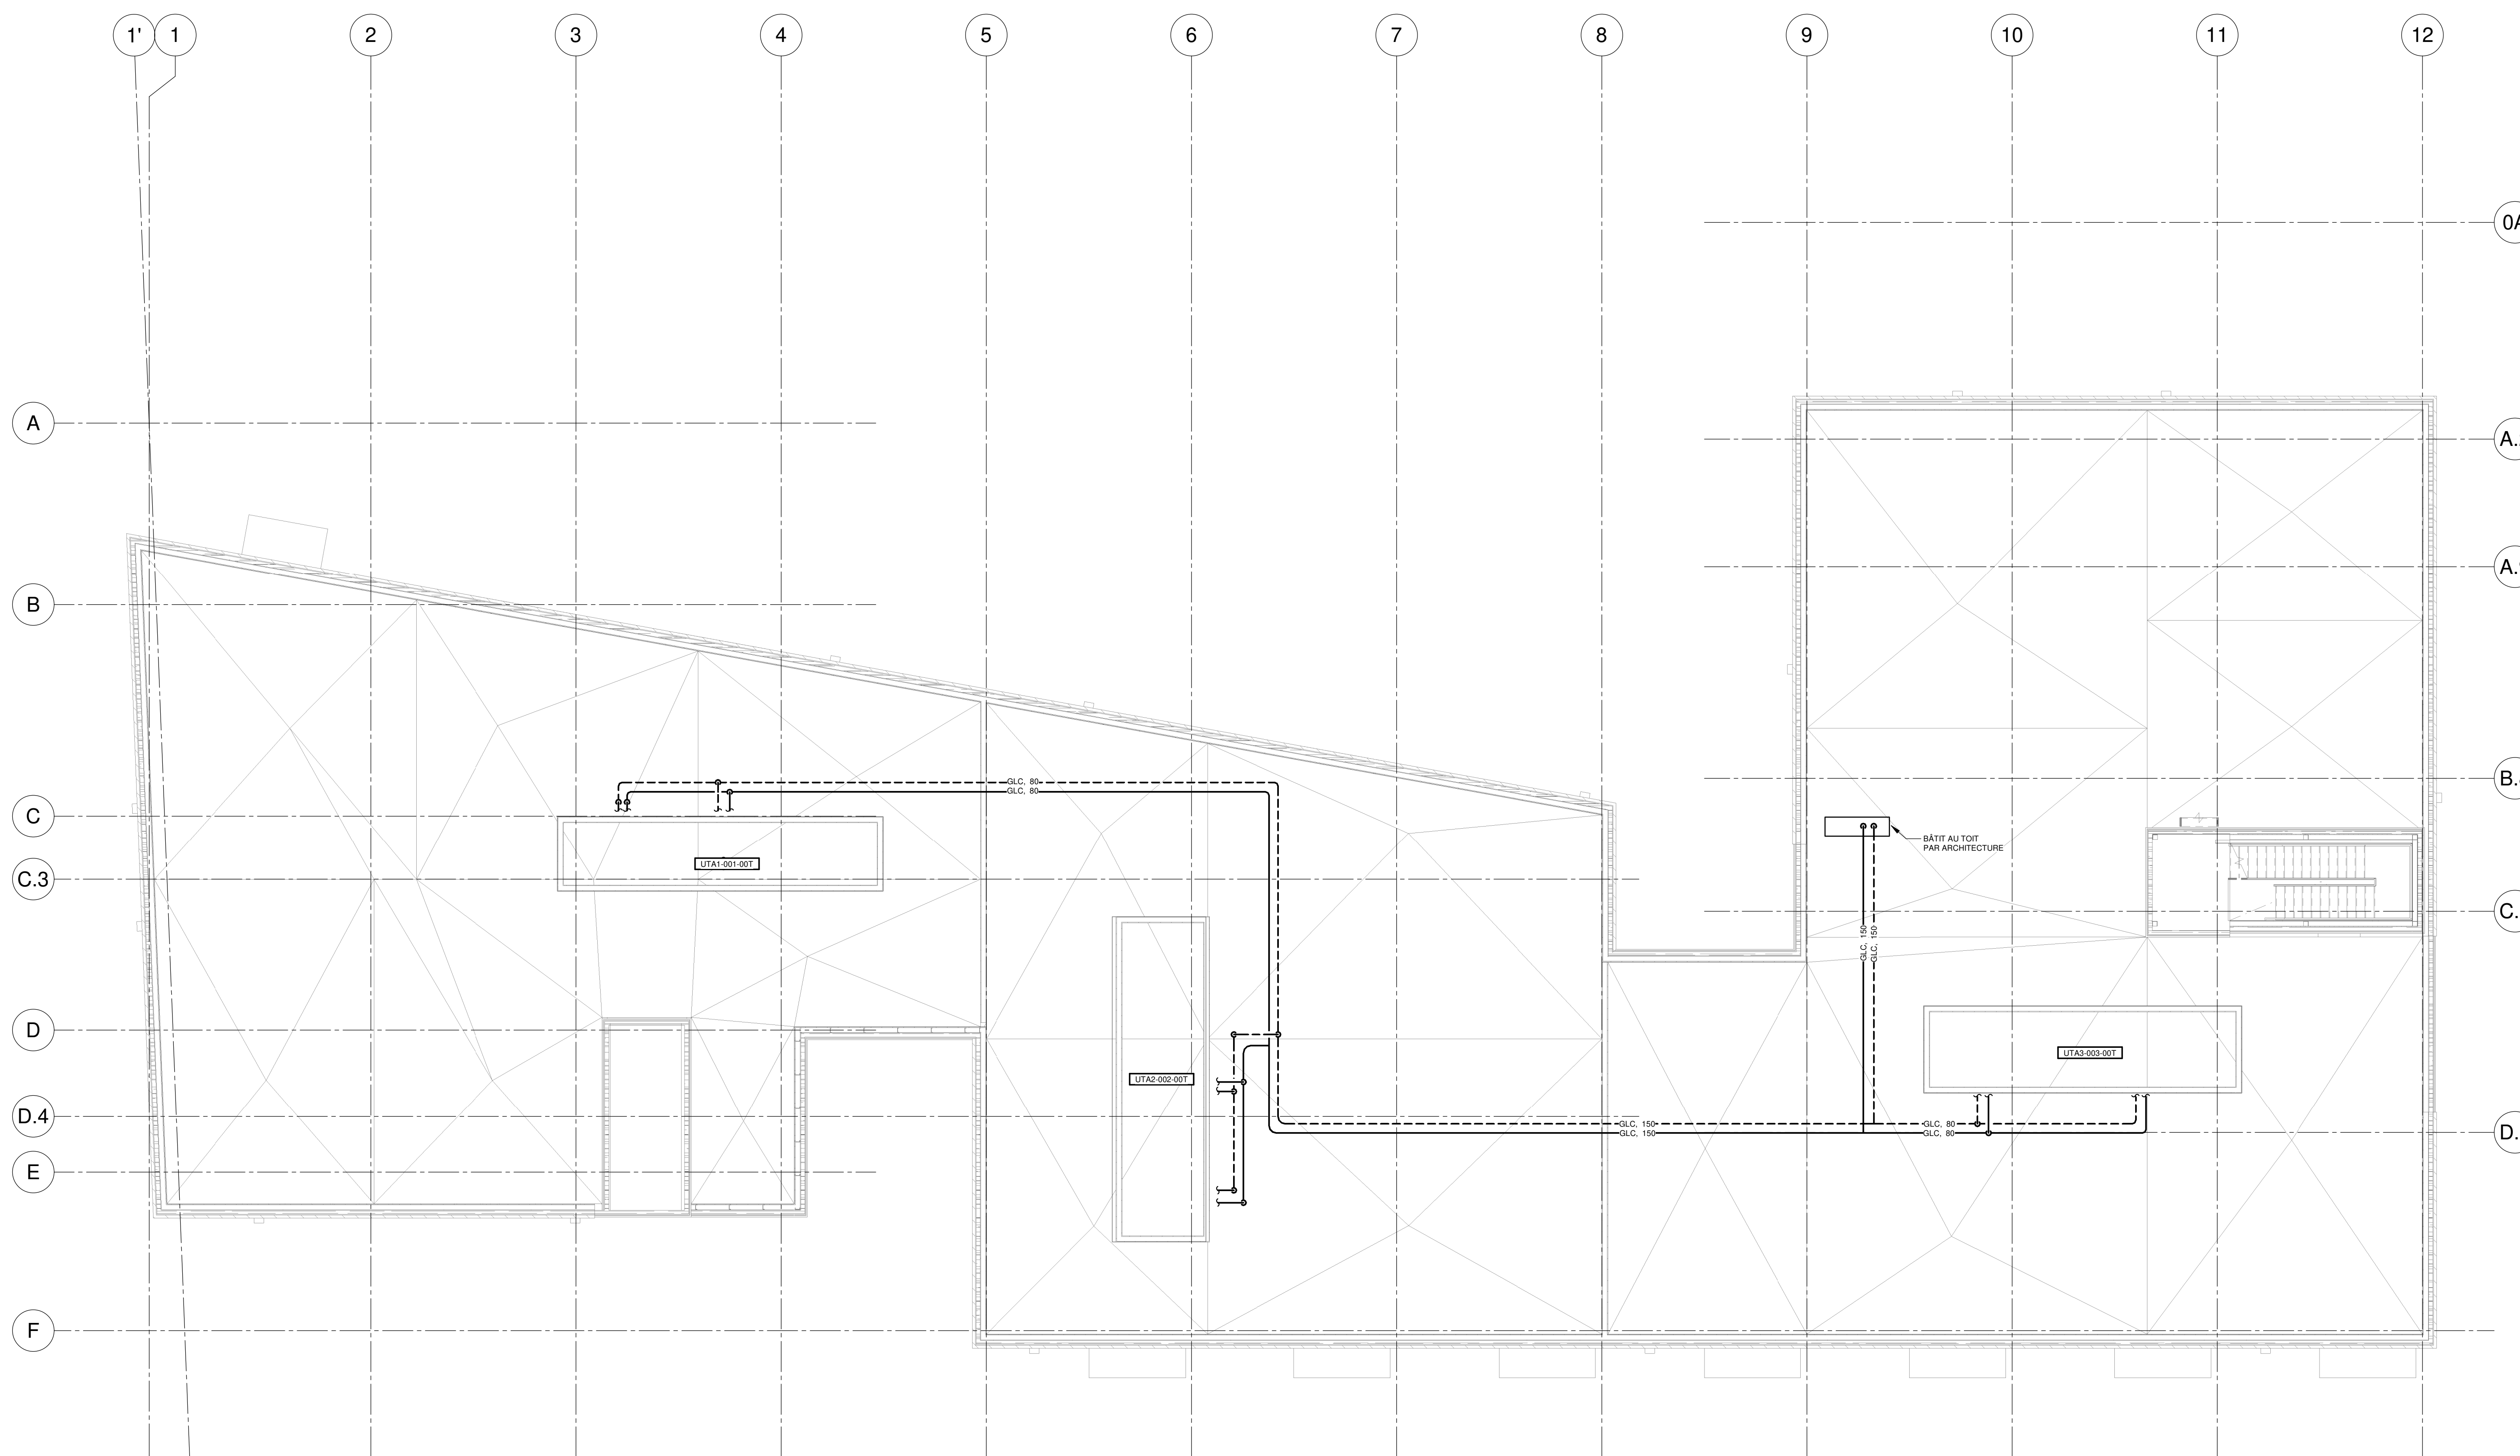 1'
1
2
3
4
5
6
7
8
9
10
11
12
A
B
GLC, 80
GLC, 80
C
BÂTIT AU TOIT
PAR ARCHITECTURE
UTA1-001-00T
C.3
GLC, 150
GLC, 150
D
UTA3-003-00T
UTA2-002-00T
D.4
GLC, 150
GLC, 80
GLC, 150
GLC, 80
E
F